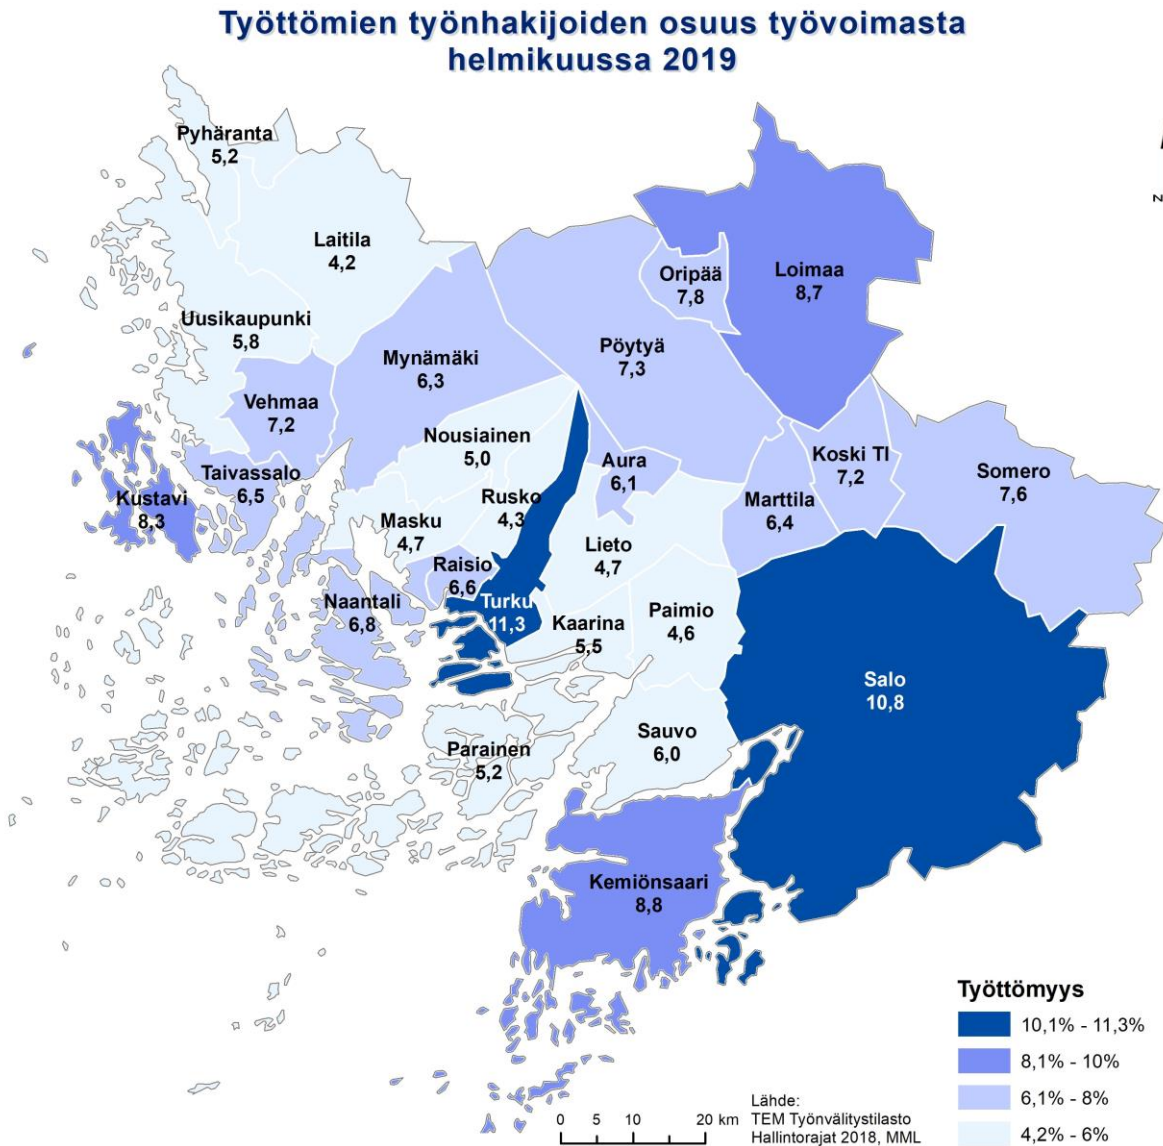 Työttömien työnhakijoiden osuus työvoimasta
helmikuussa 2019
Pyhäranta
5,2
Laitila
4,2
Oripää
7,8
Loimaa
8,7
Uusikaupunki
5,8
Mynämäki
6,3
Pöytyä
7,3
Vehmaa
7,2
Nousiainen
5,0
Aura
6,1
Koski Tl
7,2
Somero
7,6
Taivassalo
6,5
Kustavi
8,3
Rusko
4,3
Marttila
6,4
Masku
4,7
Lieto
4,7
Raisio
6,6
Naantali
6,8
Turku
11,3
Kaarina
5,5
Paimio
4,6
Salo
10,8
Parainen
5,2
Sauvo
6,0
Kemiönsaari
8,8
Työttömyys
10,1% - 11,3%
8,1% - 10%
6,1% - 8%
4,2% - 6%
0 5 10 20 km
Lähde:
TEM Työnvälitystilasto
Hallintorajat 2018, MML